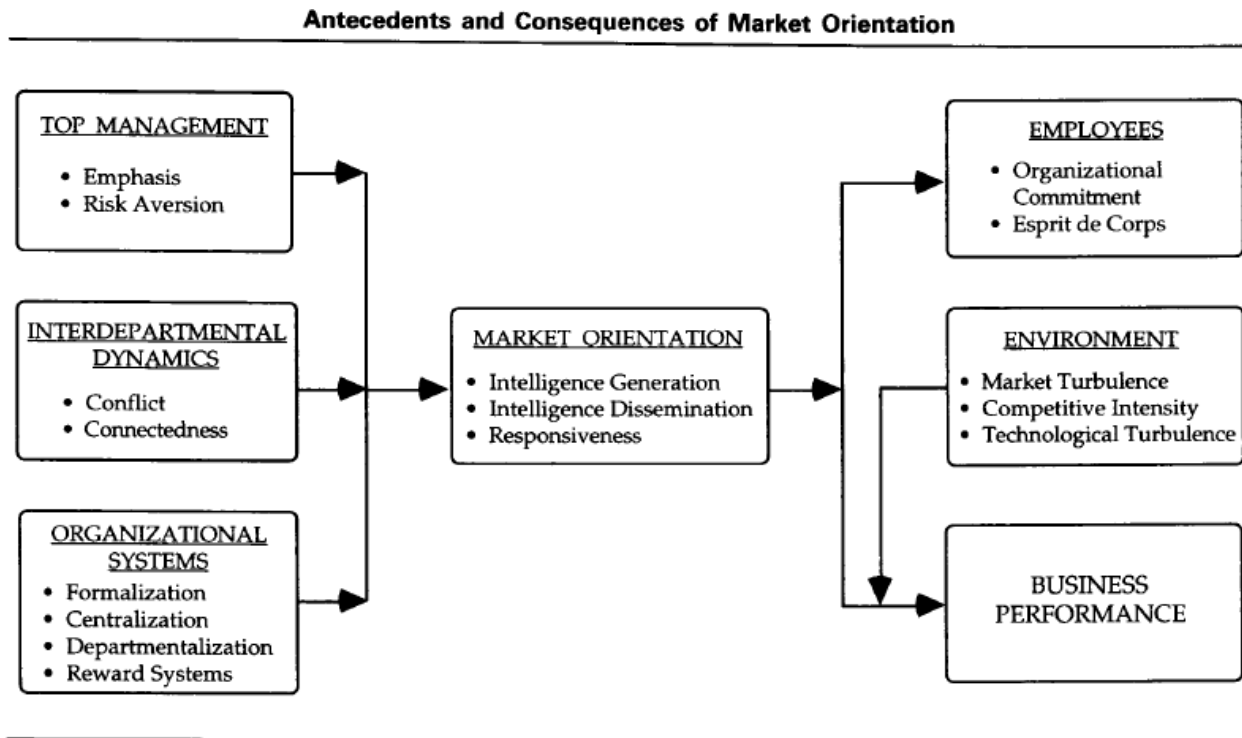 Antecedents and Consequences of Market Orientation
TOP MANAGEMENT
• Emphasis
• Risk Aversion
INTERDEPARTMENTAL
DYNAMICS
• Conflict
• Connectedness
ORGANIZATIONAL
SYSTEMS
• Formalization
• Centralization
• Departmentalization
• Reward Systems
MARKET ORIENTATION
• Intelligence Generation
• Intelligence Dissemination
• Responsiveness
EMPLOYEES
• Organizational
Commitment
• Esprit de Corps
ENVIRONMENT
• Market Turbulence
• Competitive Intensity
• Technological Turbulence
BUSINESS
PERFORMANCE